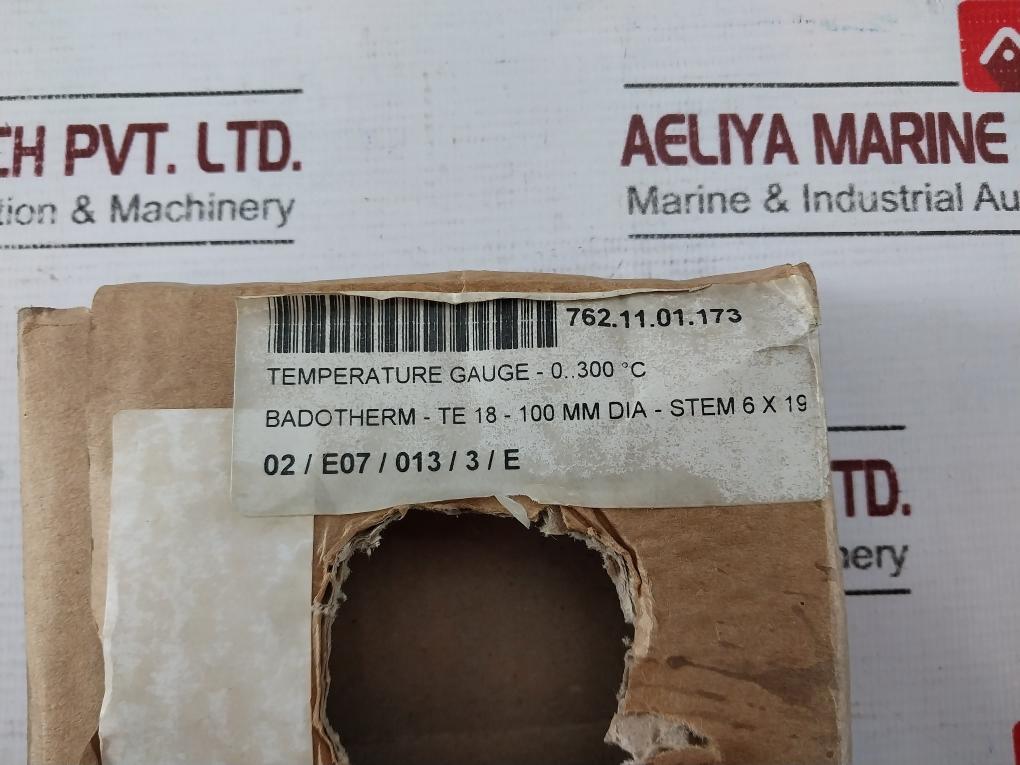 CH PVT. LTD.
tion & Machinery
AELIYA MARINE
Marine & Industrial Au
762.11.01.173
TEMPERATURE GAUGE - 0..300 °C
BADOTHERM - TE 18 - 100 MM DIA - STEM 6 X 19
02 / E07 / 013 / 3 / E
TD.
nery